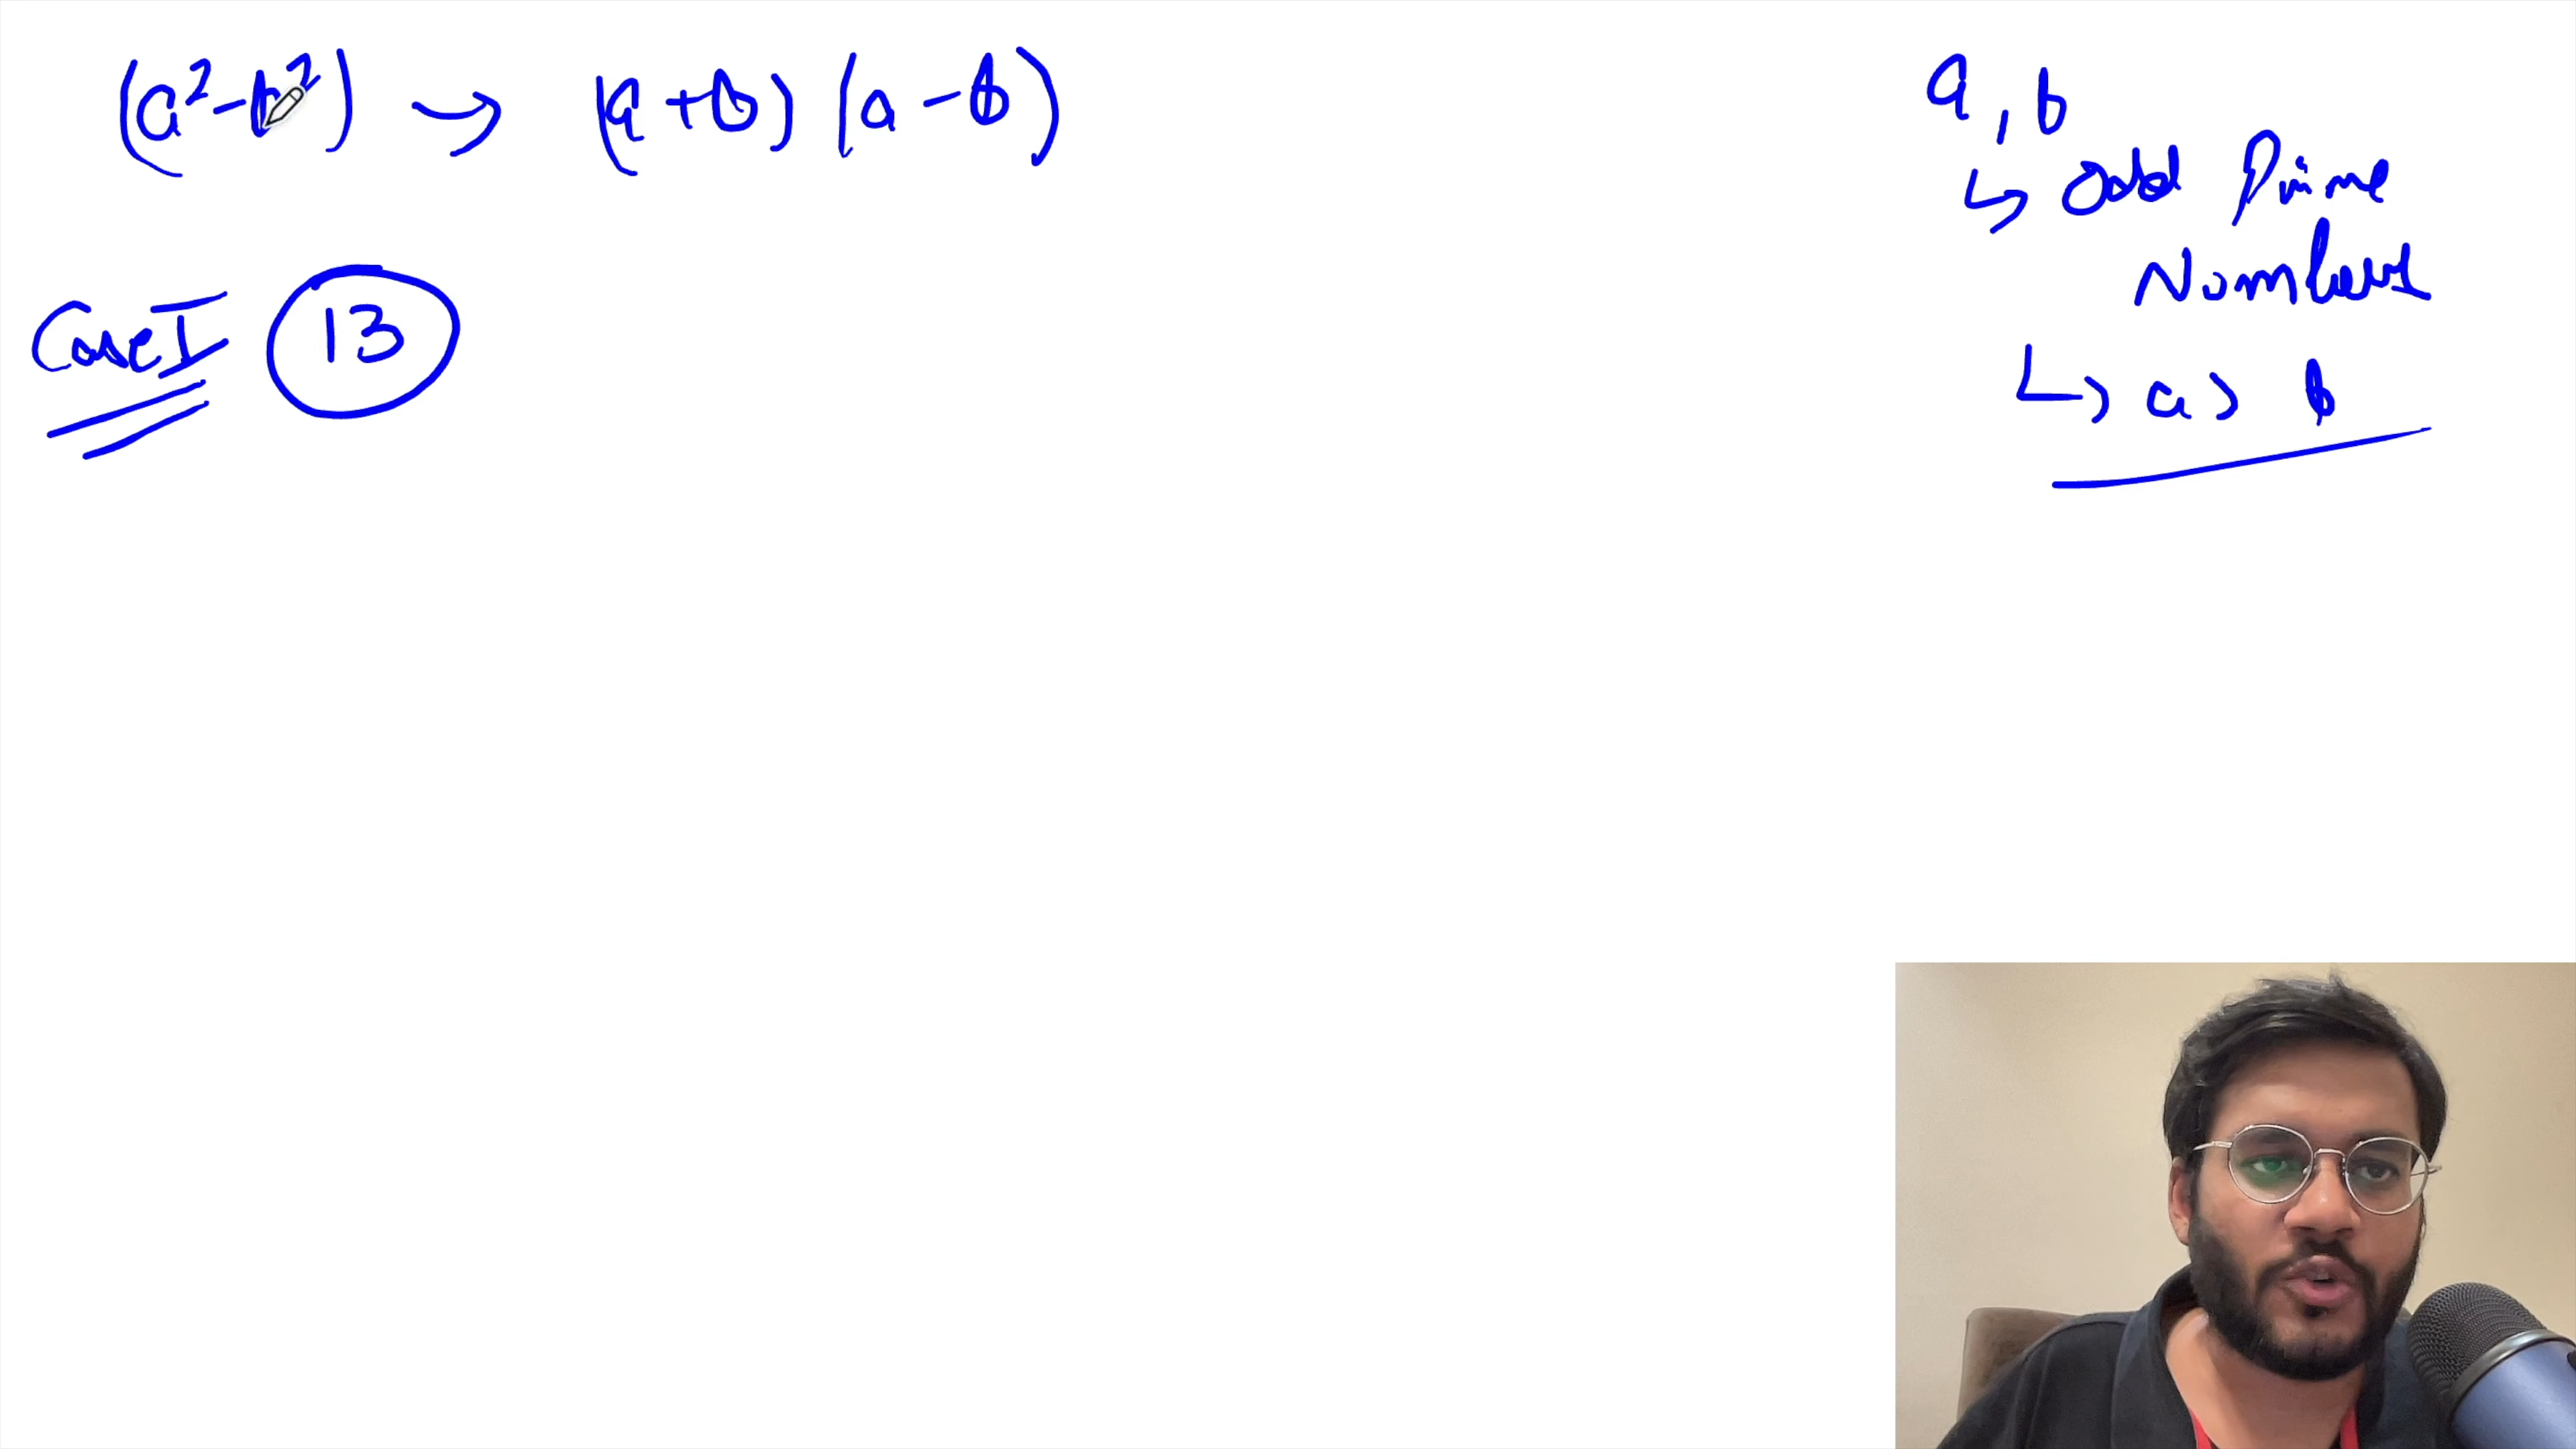 (a²-b²) → (a+b) (a-b)
a, b
↳ Odd Prime
Numbers
↳ a > b
Case I 13